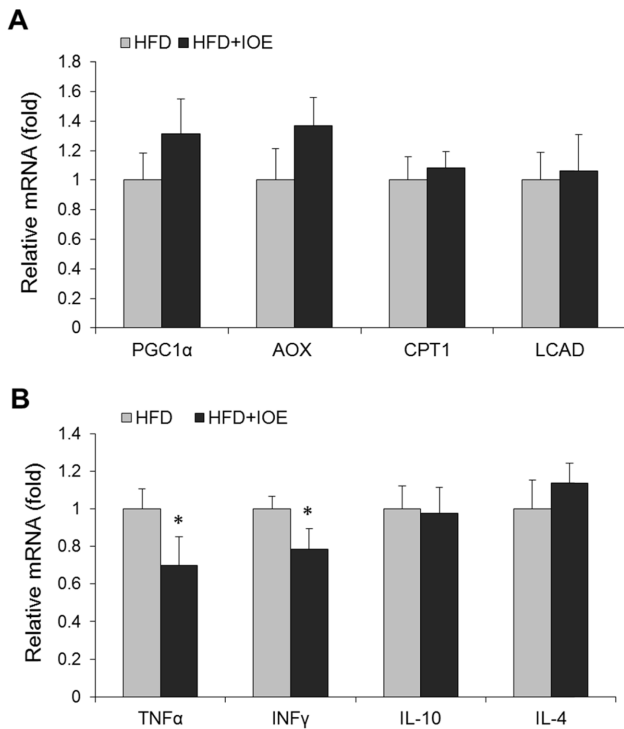 A
HFD HFD+IOE
Relative mRNA (fold)
1.8
1.6
1.4
1.2
1
0.8
0.6
0.4
0.2
0
PGC1α AOX CPT1 LCAD
B
HFD HFD+IOE
Relative mRNA (fold)
1.4
1.2
1
0.8
0.6
0.4
0.2
0
* *
TNFα INFγ IL-10 IL-4